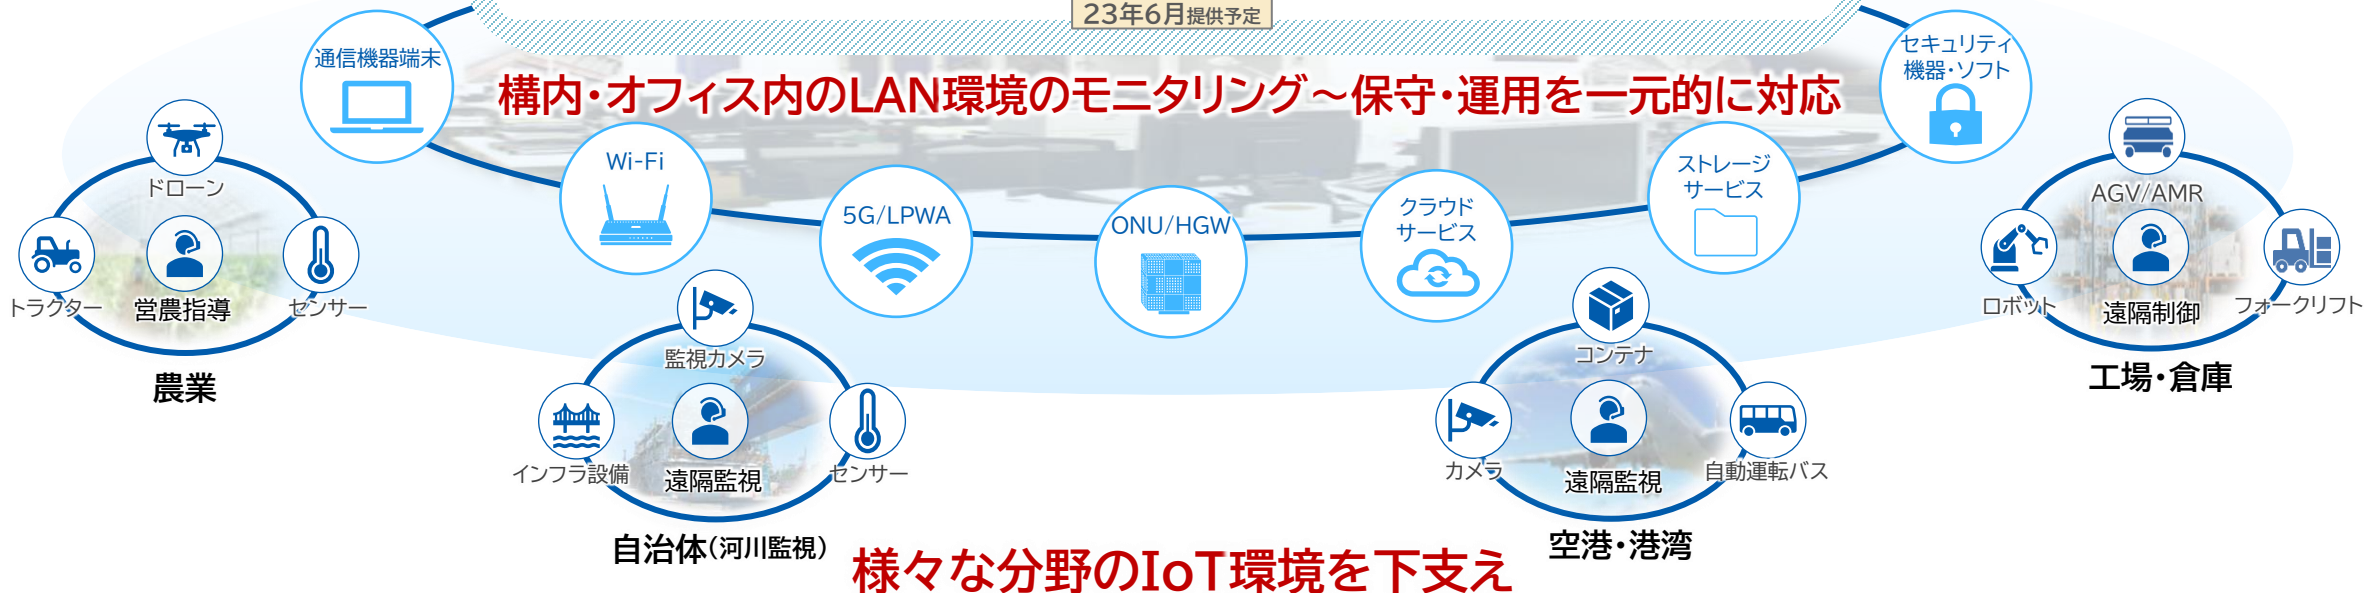 23年6月提供予定
通信機器端末
セキュリティ
機器・ソフト
構内・オフィス内のLAN環境のモニタリング～保守・運用を一元的に対応
Wi-Fi
5G/LPWA
ONU/HGW
クラウド
サービス
ストレージ
サービス
ドローン
トラクター
営農指導
センサー
農業
監視カメラ
インフラ設備
遠隔監視
センサー
自治体(河川監視)
コンテナ
カメラ
遠隔監視
自動運転バス
空港・港湾
AGV/AMR
ロボット
遠隔制御
フォークリフト
工場・倉庫
様々な分野のIoT環境を下支え